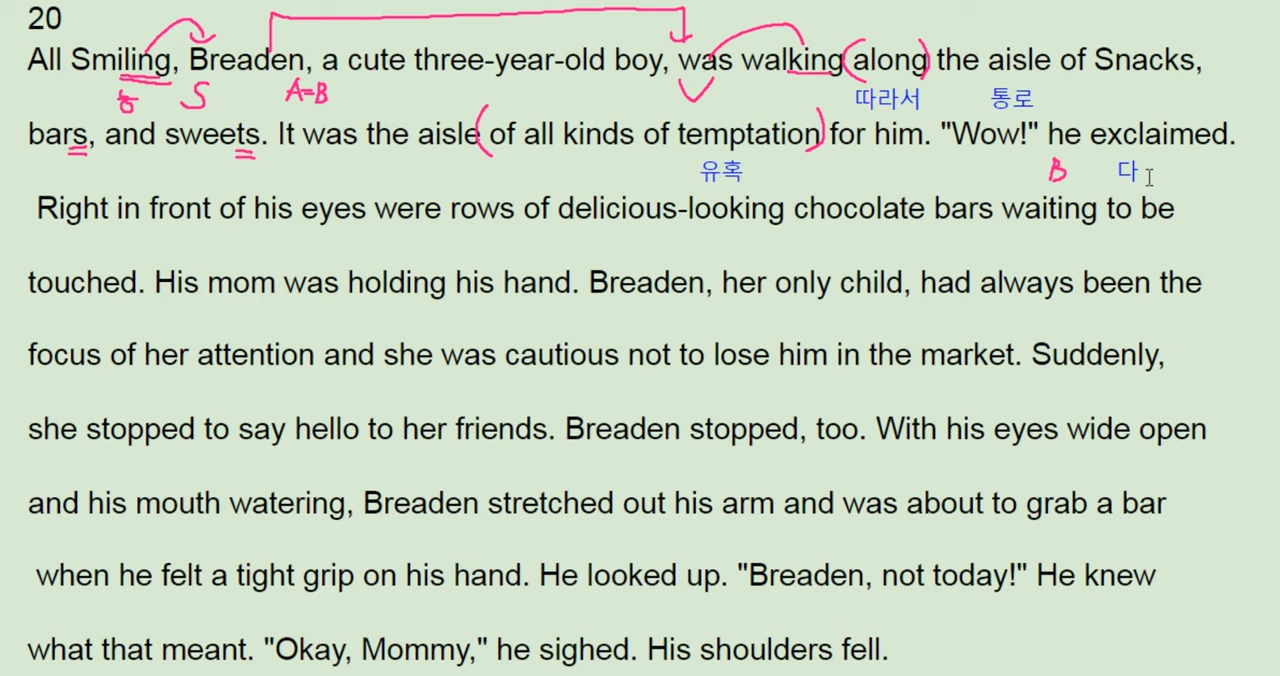 20
All Smiling, Breaden, a cute three-year-old boy, was walking along the aisle of Snacks,
능 S A=B 따라서 통로
bars, and sweets. It was the aisle of all kinds of temptation for him. "Wow!" he exclaimed.
유혹 B 다
Right in front of his eyes were rows of delicious-looking chocolate bars waiting to be
touched. His mom was holding his hand. Breaden, her only child, had always been the
focus of her attention and she was cautious not to lose him in the market. Suddenly,
she stopped to say hello to her friends. Breaden stopped, too. With his eyes wide open
and his mouth watering, Breaden stretched out his arm and was about to grab a bar
when he felt a tight grip on his hand. He looked up. "Breaden, not today!" He knew
what that meant. "Okay, Mommy," he sighed. His shoulders fell.